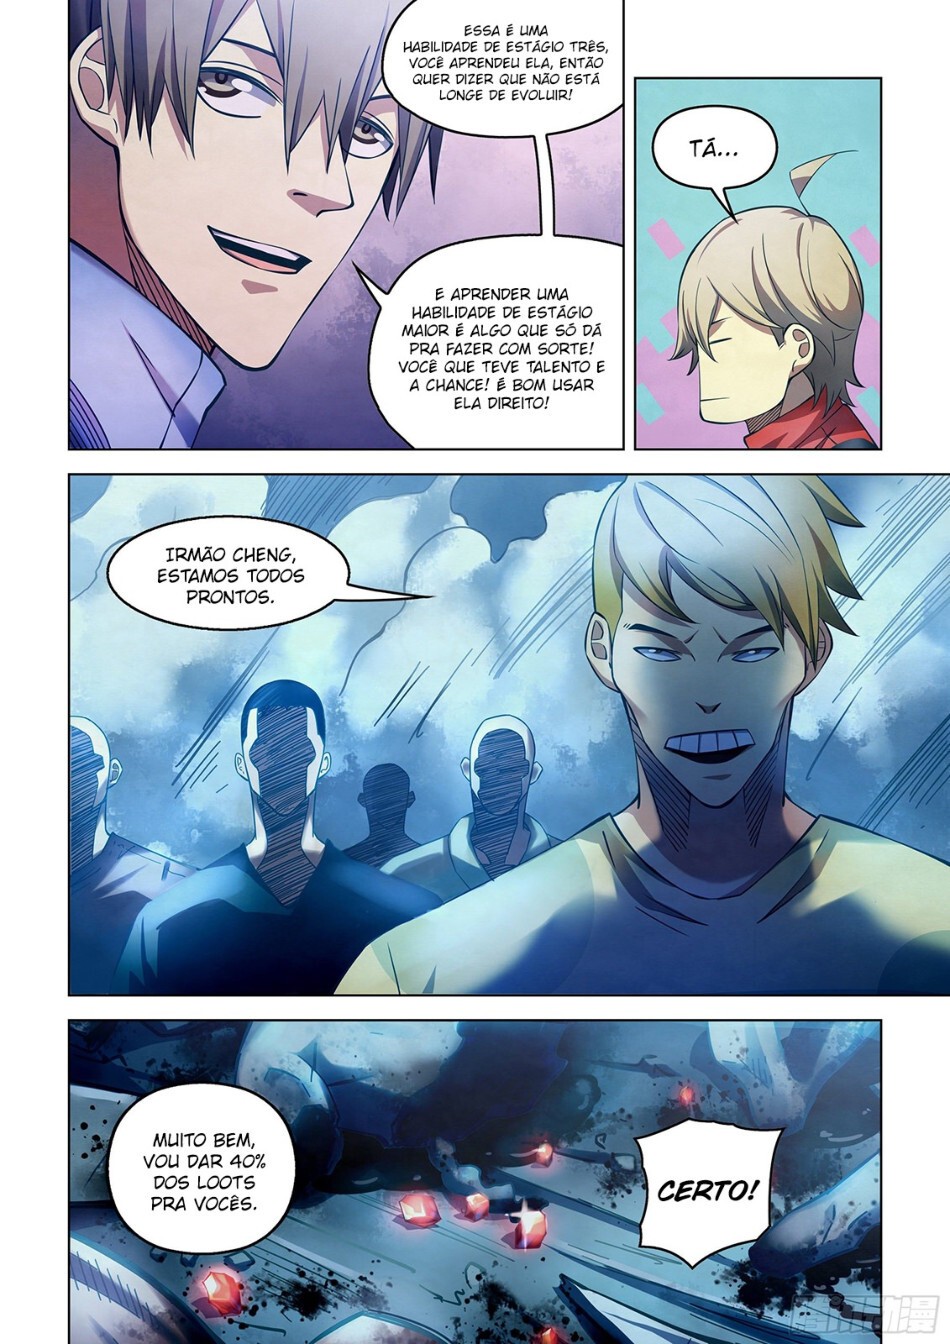 ESSA É UMA
HABILIDADE DE ESTÁGIO TRÊS,
VOCÊ APRENDEU ELA, ENTÃO
QUER DIZER QUE NÃO ESTÁ
LONGE DE EVOLUIR!
TÁ...
E APRENDER UMA
HABILIDADE DE ESTÁGIO
MAIOR É ALGO QUE SÓ DÁ
PRA FAZER COM SORTE!
VOCÊ QUE TEVE TALENTO E
A CHANCE! É BOM USAR
ELA DIREITO!
IRMÃO CHENG,
ESTAMOS TODOS
PRONTOS.
MUITO BEM,
VOU DAR 40%
DOS LOOTS
PRA VOCÊS.
CERTO!